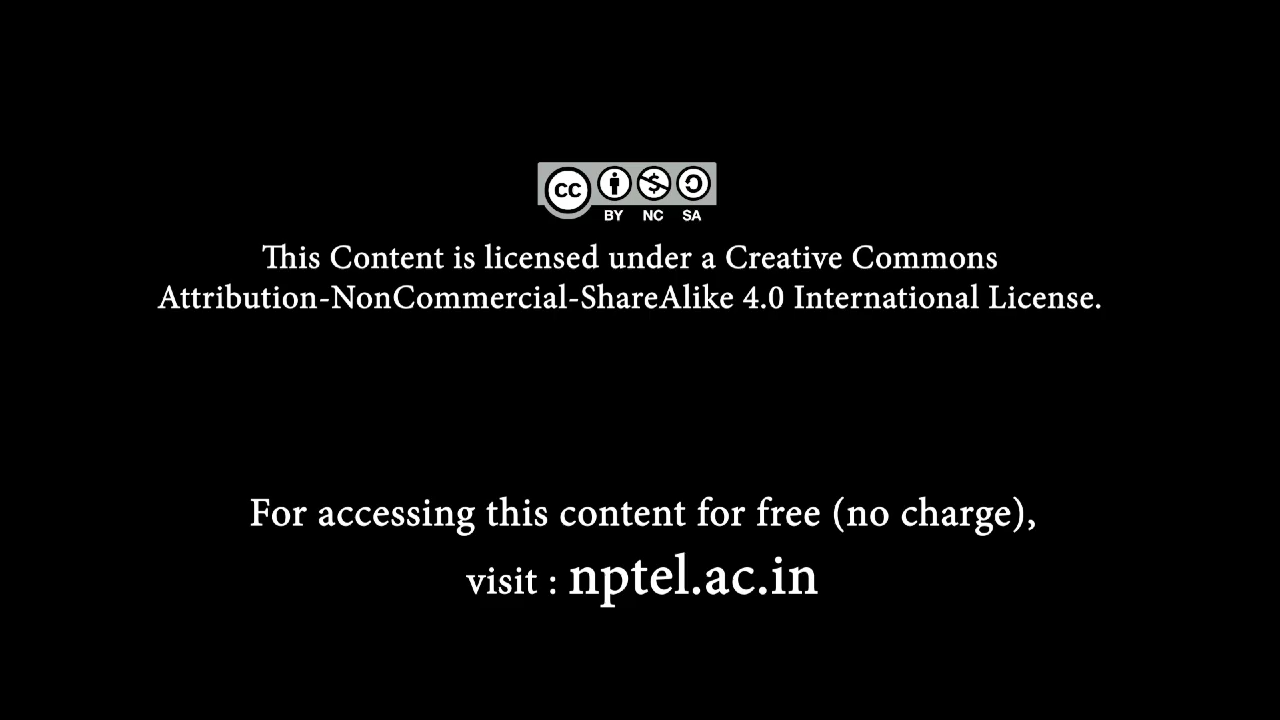 cc
BY NC SA
This Content is licensed under a Creative Commons
Attribution-NonCommercial-ShareAlike 4.0 International License.
For accessing this content for free (no charge),
visit : nptel.ac.in